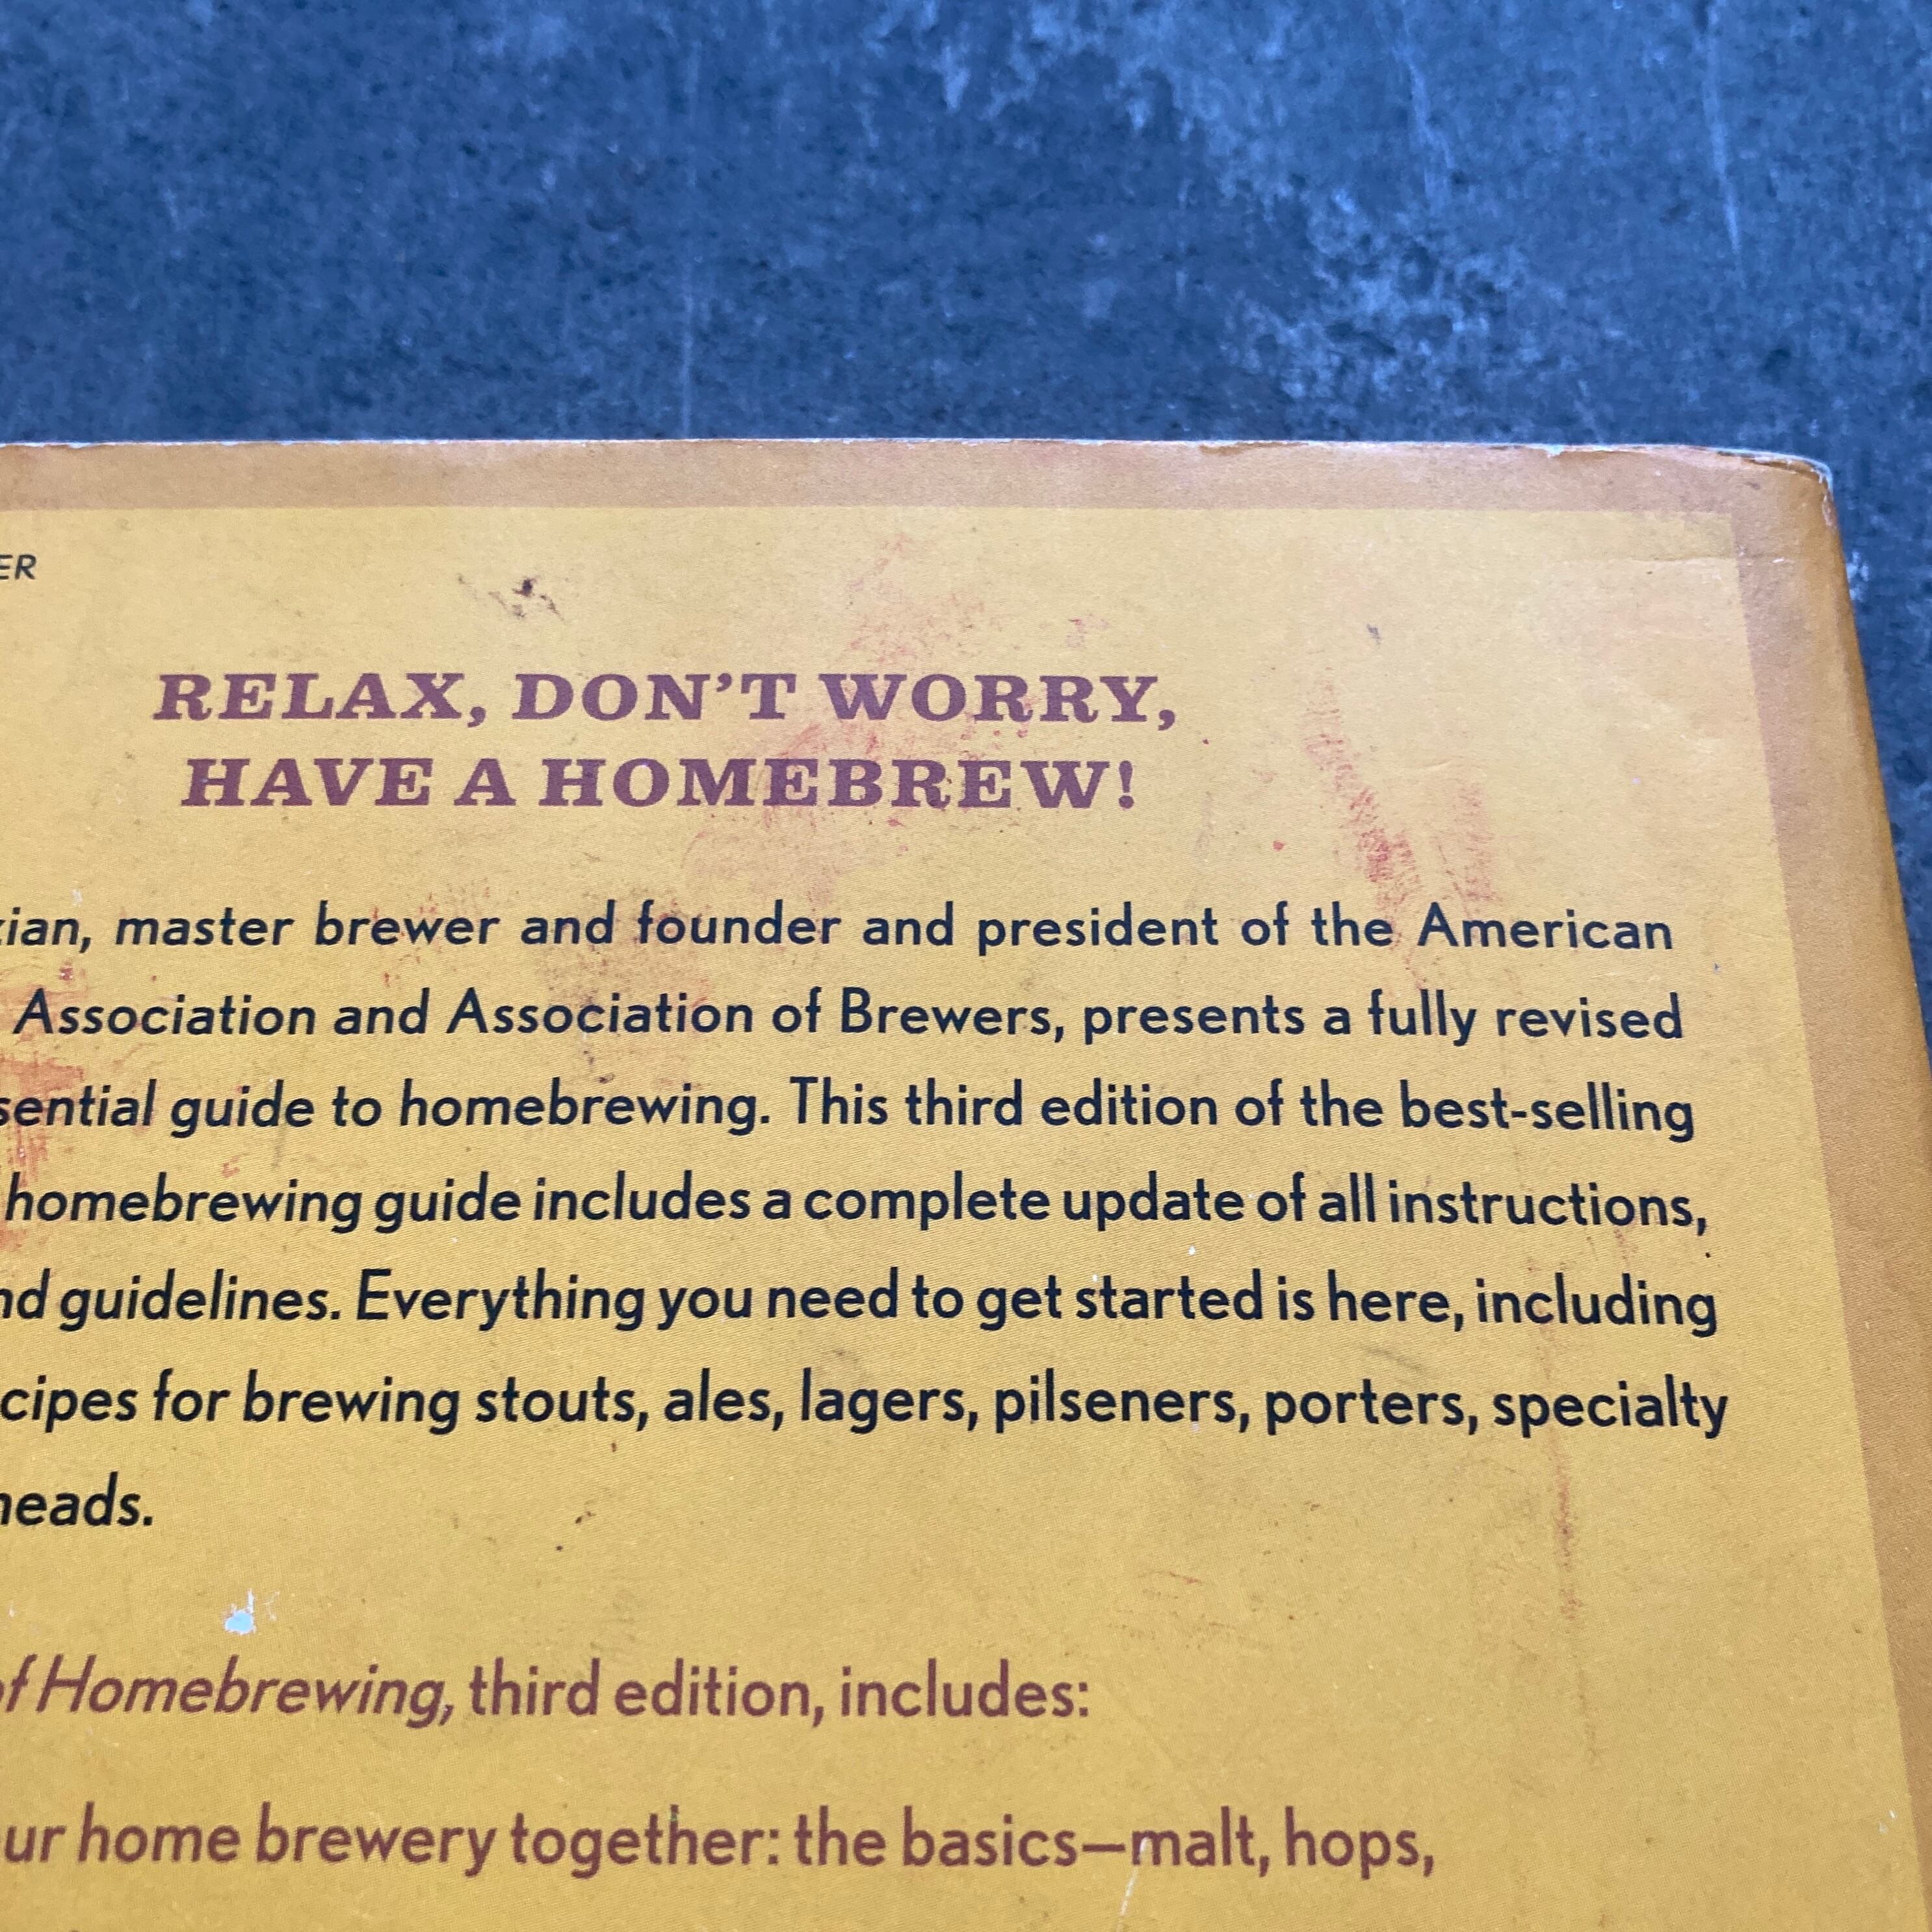 ER
RELAX, DON'T WORRY,
HAVE A HOMEBREW!
zian, master brewer and founder and president of the American
Association and Association of Brewers, presents a fully revised
sential guide to homebrewing. This third edition of the best-selling
homebrewing guide includes a complete update of all instructions,
nd guidelines. Everything you need to get started is here, including
cipes for brewing stouts, ales, lagers, pilseners, porters, specialty
neads.
of Homebrewing, third edition, includes:
ur home brewery together: the basics—malt, hops,